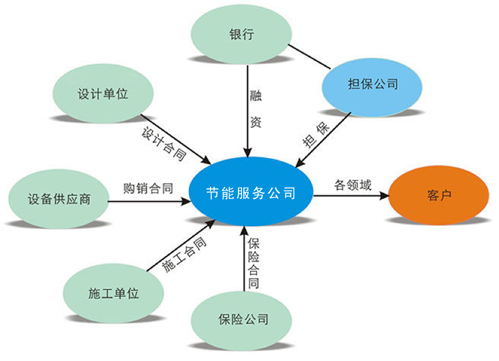 银行
担保公司
设计单位
融资
设计合同
担保
设备供应商
购销合同
节能服务公司
各领域
客户
施工合同
保险合同
施工单位
保险公司